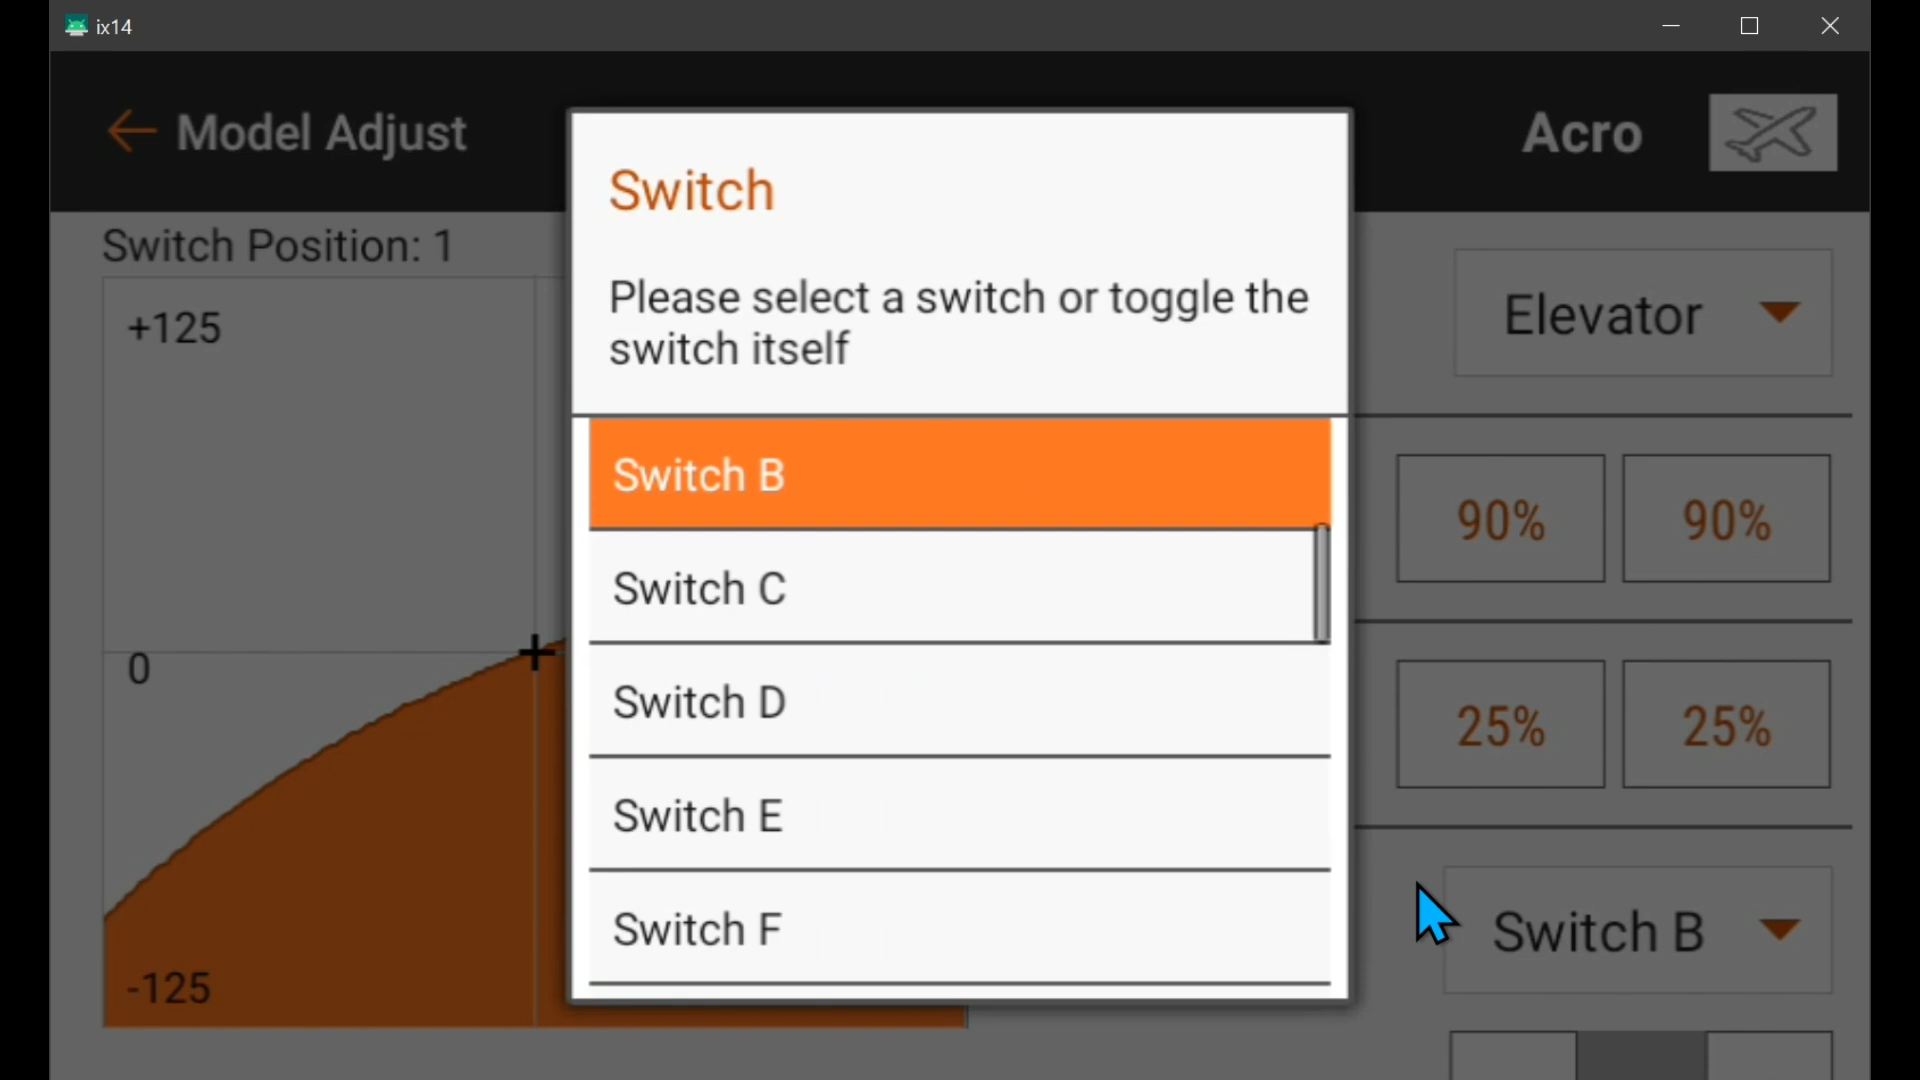 ix14
Model Adjust
Acro
Switch Position: 1
+125
0
-125
Switch
Please select a switch or toggle the
switch itself
Switch B
Switch C
Switch D
Switch E
Switch F
Elevator
90% 90%
25% 25%
Switch B